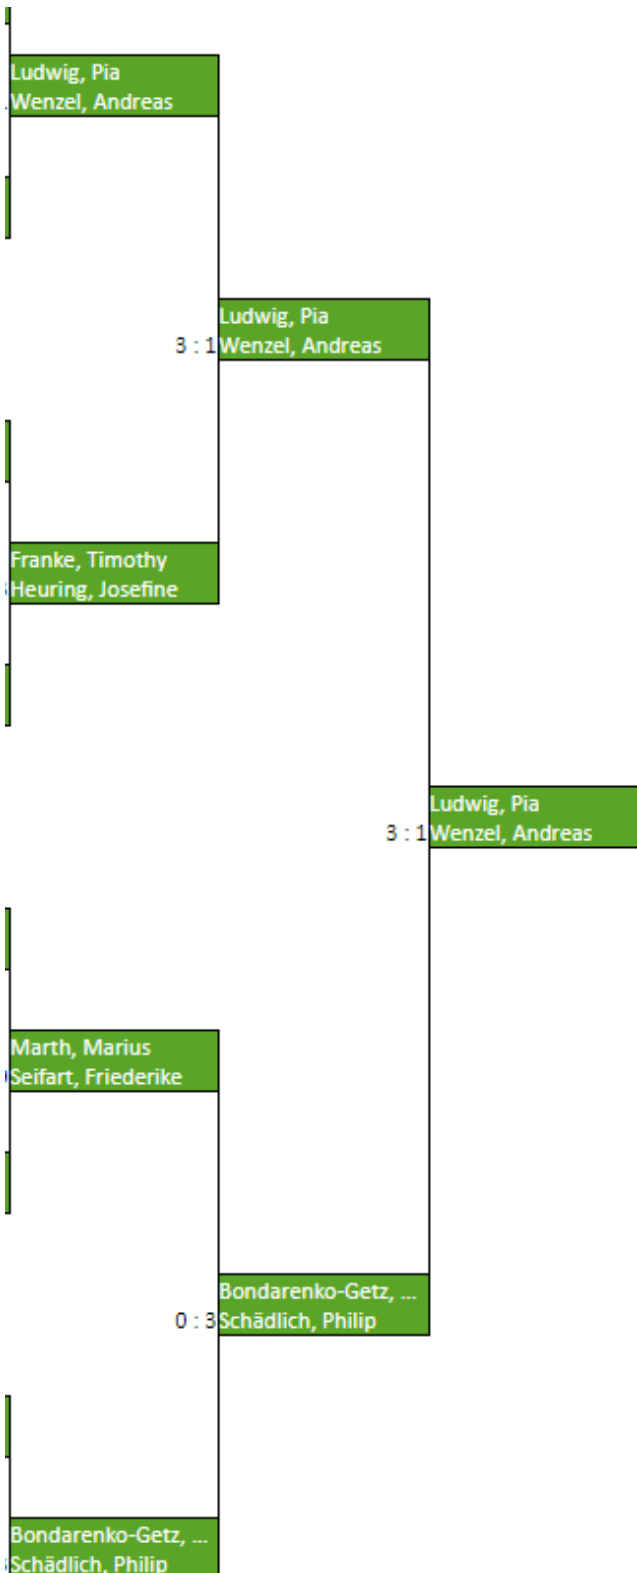 Ludwig, Pia
Wenzel, Andreas
Ludwig, Pia
3 : 1 Wenzel, Andreas
Franke, Timothy
Heuring, Josefine
Ludwig, Pia
3 : 1 Wenzel, Andreas
Marth, Marius
Seifart, Friederike
Bondarenko-Getz, ...
0 : 3 Schädlich, Philip
Bondarenko-Getz, ...
Schädlich, Philip